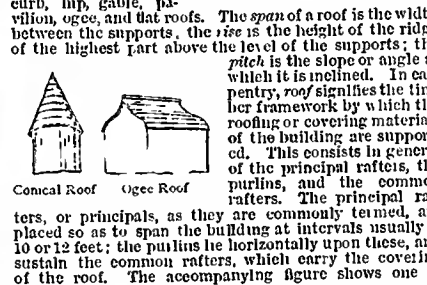 curb, hip, gable, pa-
vilion, ogee, and flat roofs. The span of a roof is the widt
between the supports, the rise is the height of the ridg
of the highest part above the level of the supports; th
pitch is the slope or angle a
which it is inclined. In ca
pentry, roof signifies the tim
ber framework by which th
roofing or covering materia
of the building are suppor
ed. This consists in gener
of the principal rafters, th
purlins, and the commo
rafters. The principal ra
Conical Roof Ogee Roof
ters, or principals, as they are commonly termed, a
placed so as to span the building at intervals usually
10 or 12 feet; the purlins lie horizontally upon these, an
sustain the common rafters, which carry the coveri
of the roof. The accompanying figure shows one